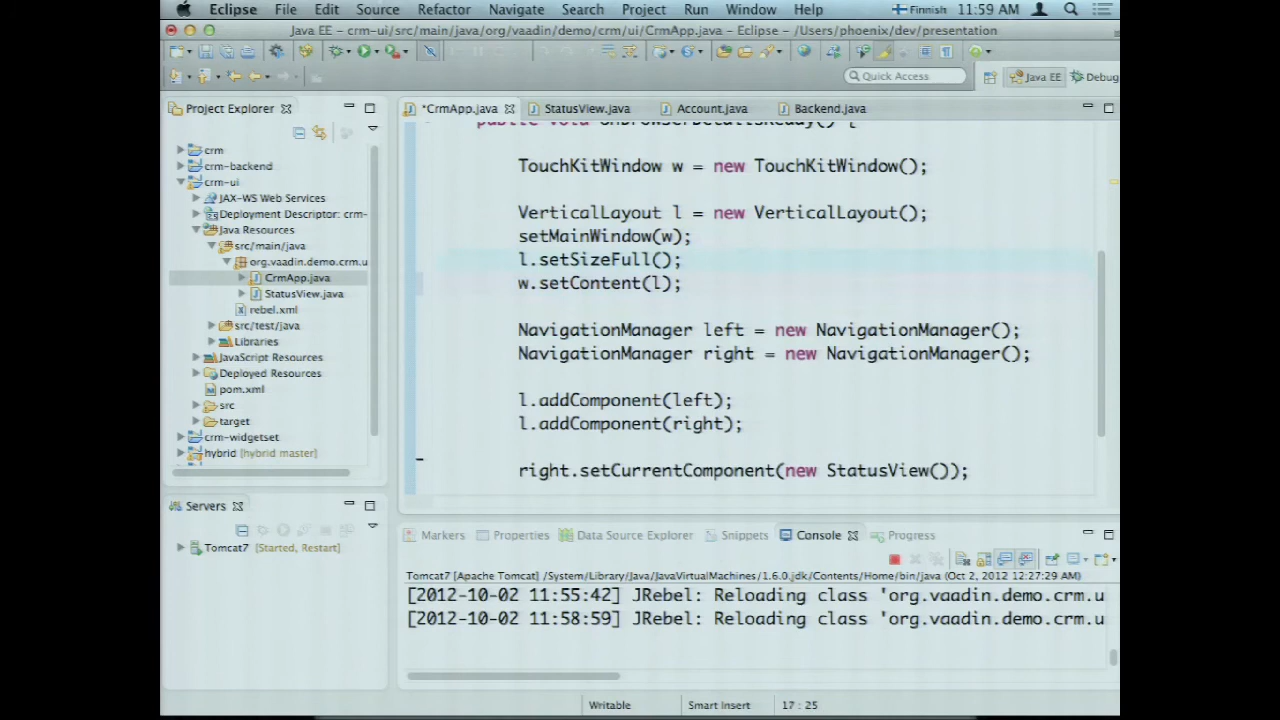 Eclipse File Edit Source Refactor Navigate Search Project Run Window Help Finnish 11:59 AM
Java EE - crm-ui/src/main/java/org/vaadin/demo/crm/ui/CrmApp.java - Eclipse - /Users/phoenix/dev/presentation
Quick Access Java EE Debug
Project Explorer
*CrmApp.java StatusView.java Account.java Backend.java
crm
crm-backend
crm-ui
JAX-WS Web Services
Deployment Descriptor: crm-
Java Resources
src/main/java
org.vaadin.demo.crm.u
CrmApp.java
StatusView.java
rebel.xml
src/test/java
Libraries
JavaScript Resources
Deployed Resources
pom.xml
src
target
crm-widgetset
hybrid [hybrid master]
public void onBrowserDetailsReady() {
TouchKitWindow w = new TouchKitWindow();
VerticalLayout l = new VerticalLayout();
setMainWindow(w);
l.setSizeFull();
w.setContent(l);
NavigationManager left = new NavigationManager();
NavigationManager right = new NavigationManager();
l.addComponent(left);
l.addComponent(right);
right.setCurrentComponent(new StatusView());
Servers
Tomcat7 [Started, Restart]
Markers Properties Data Source Explorer Snippets Console Progress
Tomcat7 [Apache Tomcat] /System/Library/Java/JavaVirtualMachines/1.6.0.jdk/Contents/Home/bin/java (Oct 2, 2012 12:27:29 AM)
[2012-10-02 11:55:42] JRebel: Reloading class 'org.vaadin.demo.crm.u
[2012-10-02 11:58:59] JRebel: Reloading class 'org.vaadin.demo.crm.u
Writable Smart Insert 17 : 25